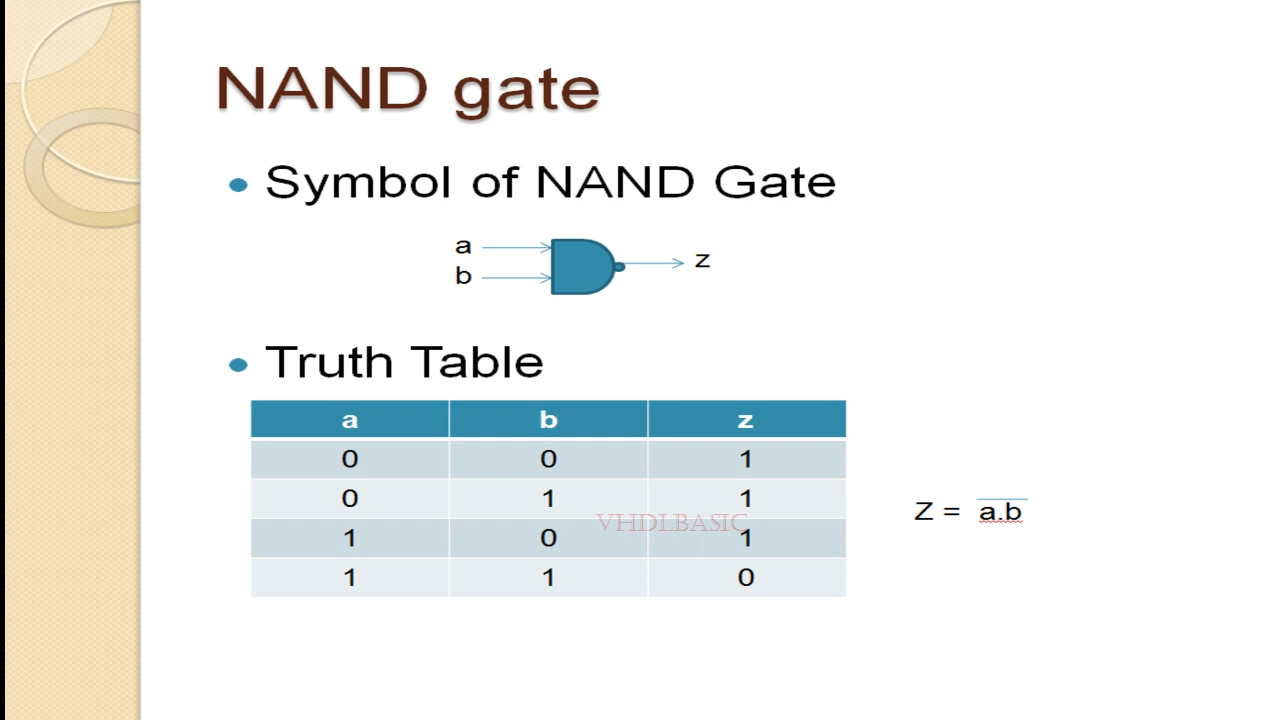 NAND gate
• Symbol of NAND Gate
a
b
z
• Truth Table
a b z
0 0 1
0 1 1
VHDLBASIC
1 0 1
1 1 0
Z = a.b